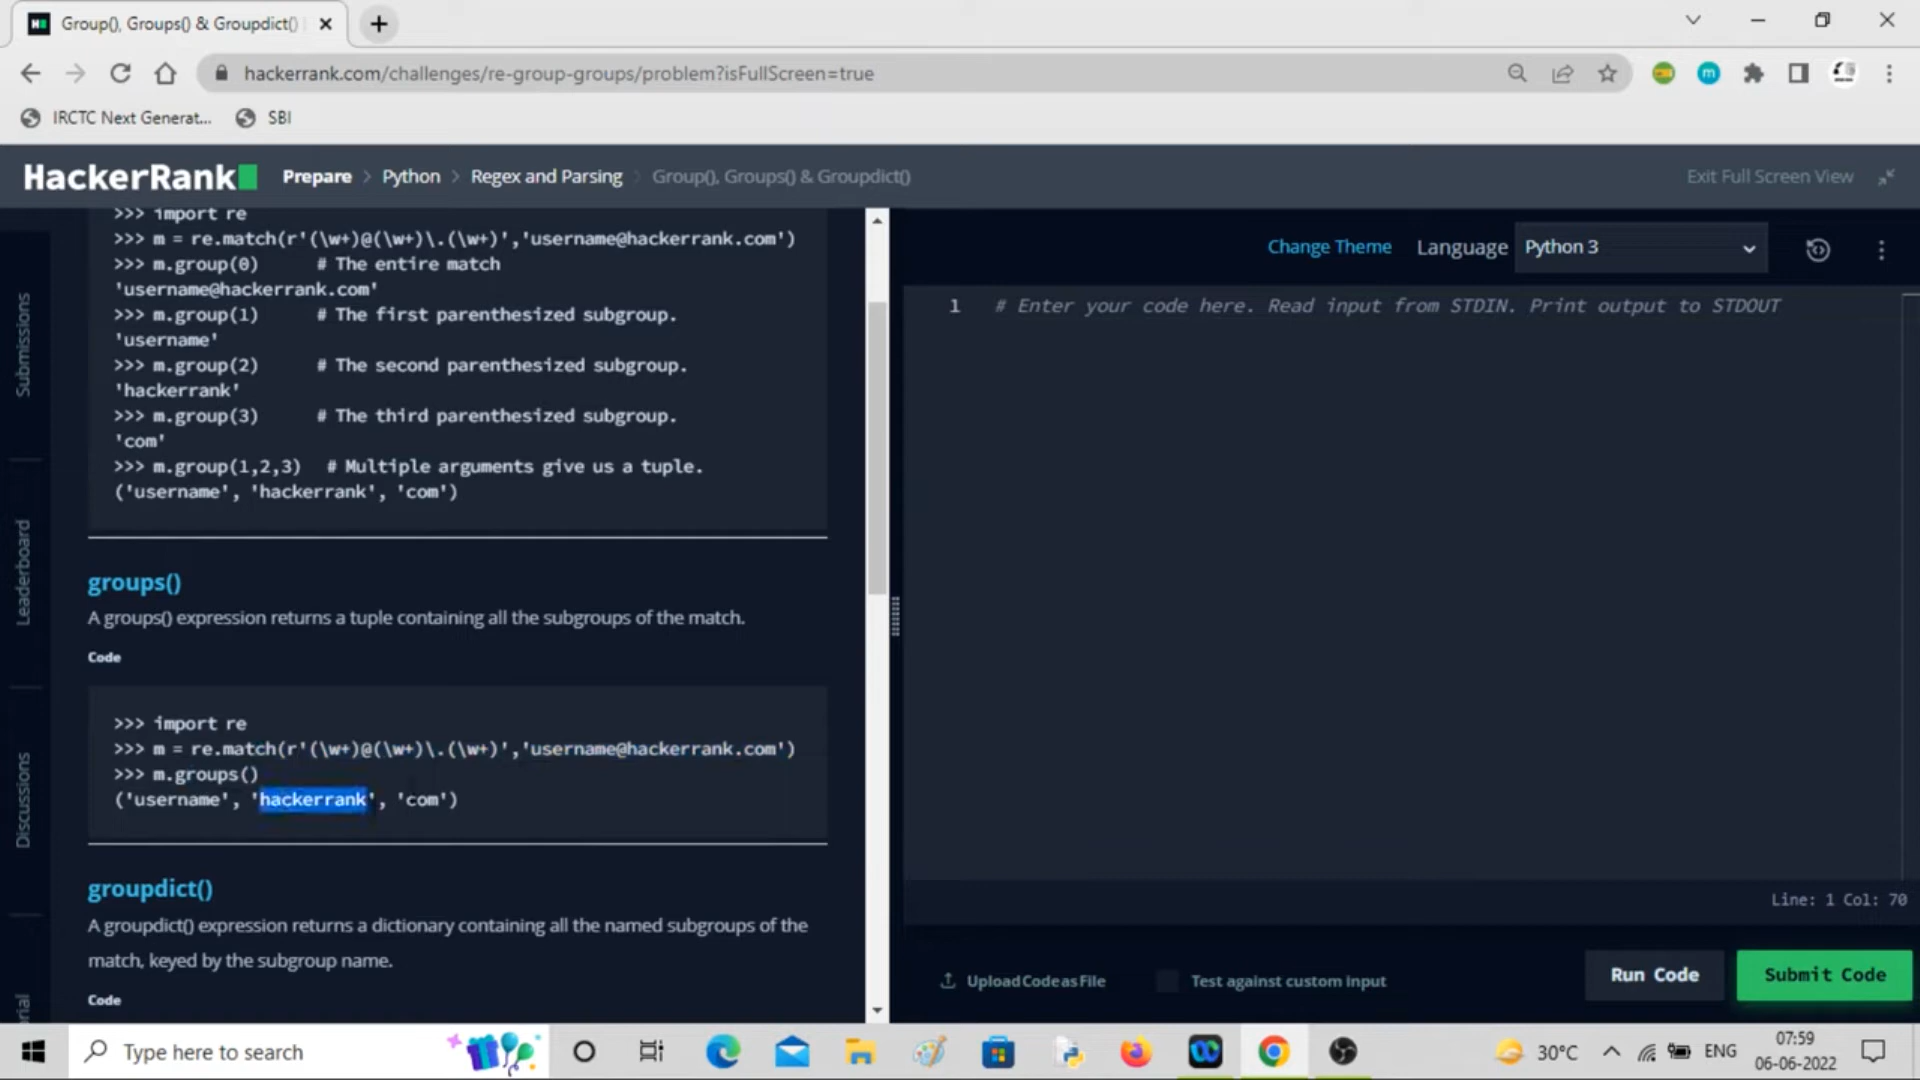 Group(), Groups() & Groupdict()
hackerrank.com/challenges/re-group-groups/problem?isFullScreen=true
m
IRCTC Next Generat...
SBI
HackerRank
Prepare > Python > Regex and Parsing > Group(), Groups() & Groupdict()
Exit Full Screen View
Submissions
Leaderboard
Discussions
>>> import re
>>> m = re.match(r'(\w+)@(\w+)\.(\w+)','username@hackerrank.com')
>>> m.group(0)     # The entire match
'username@hackerrank.com'
>>> m.group(1)     # The first parenthesized subgroup.
'username'
>>> m.group(2)     # The second parenthesized subgroup.
'hackerrank'
>>> m.group(3)     # The third parenthesized subgroup.
'com'
>>> m.group(1,2,3)  # Multiple arguments give us a tuple.
('username', 'hackerrank', 'com')
groups()
A groups() expression returns a tuple containing all the subgroups of the match.
Code
>>> import re
>>> m = re.match(r'(\w+)@(\w+)\.(\w+)','username@hackerrank.com')
>>> m.groups()
('username', 'hackerrank', 'com')
groupdict()
A groupdict() expression returns a dictionary containing all the named subgroups of the
match, keyed by the subgroup name.
Code
Change Theme
Language
Python 3
1 # Enter your code here. Read input from STDIN. Print output to STDOUT
Line: 1 Col: 70
Upload Code as File
Test against custom input
Run Code
Submit Code
Type here to search
30°C
ENG
07:59
06-06-2022